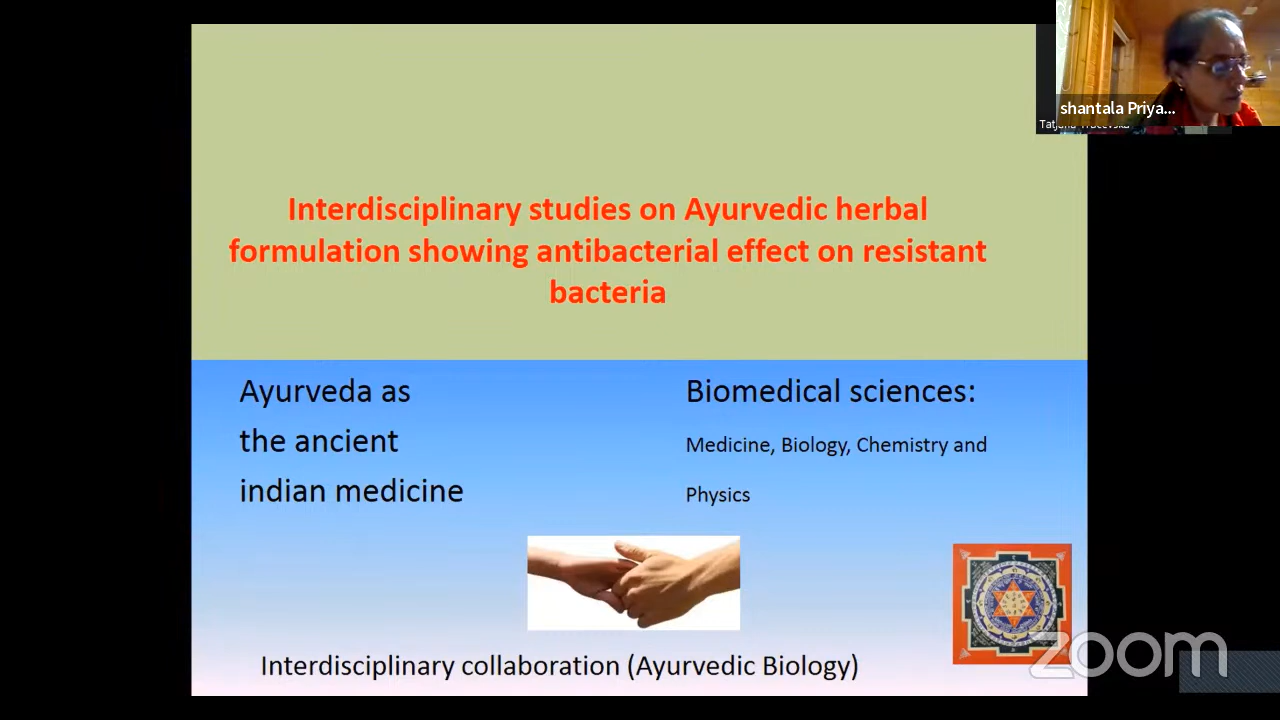 shantala Priya...
Interdisciplinary studies on Ayurvedic herbal
formulation showing antibacterial effect on resistant
bacteria
Ayurveda as
the ancient
indian medicine
Biomedical sciences:
Medicine, Biology, Chemistry and
Physics
Interdisciplinary collaboration (Ayurvedic Biology)
zoom